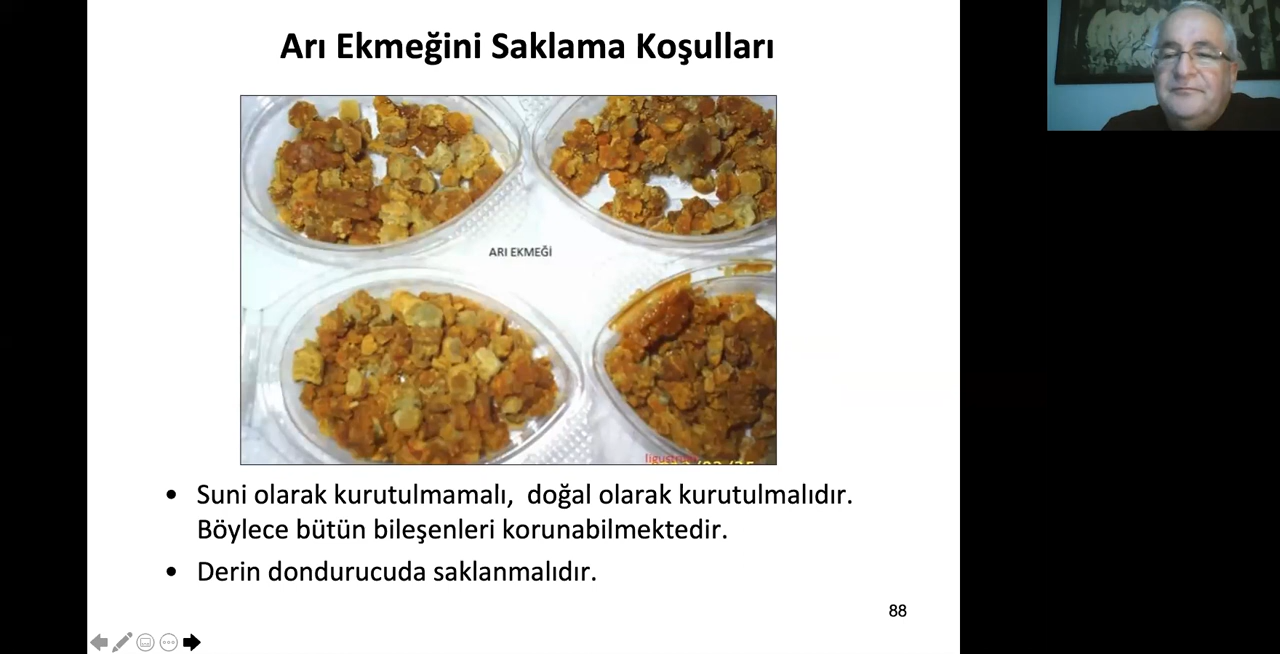 Arı Ekmeğini Saklama Koşulları
ARI EKMEĞİ
• Suni olarak kurutulmamalı, doğal olarak kurutulmalıdır.
Böylece bütün bileşenleri korunabilmektedir.
• Derin dondurucuda saklanmalıdır.
88